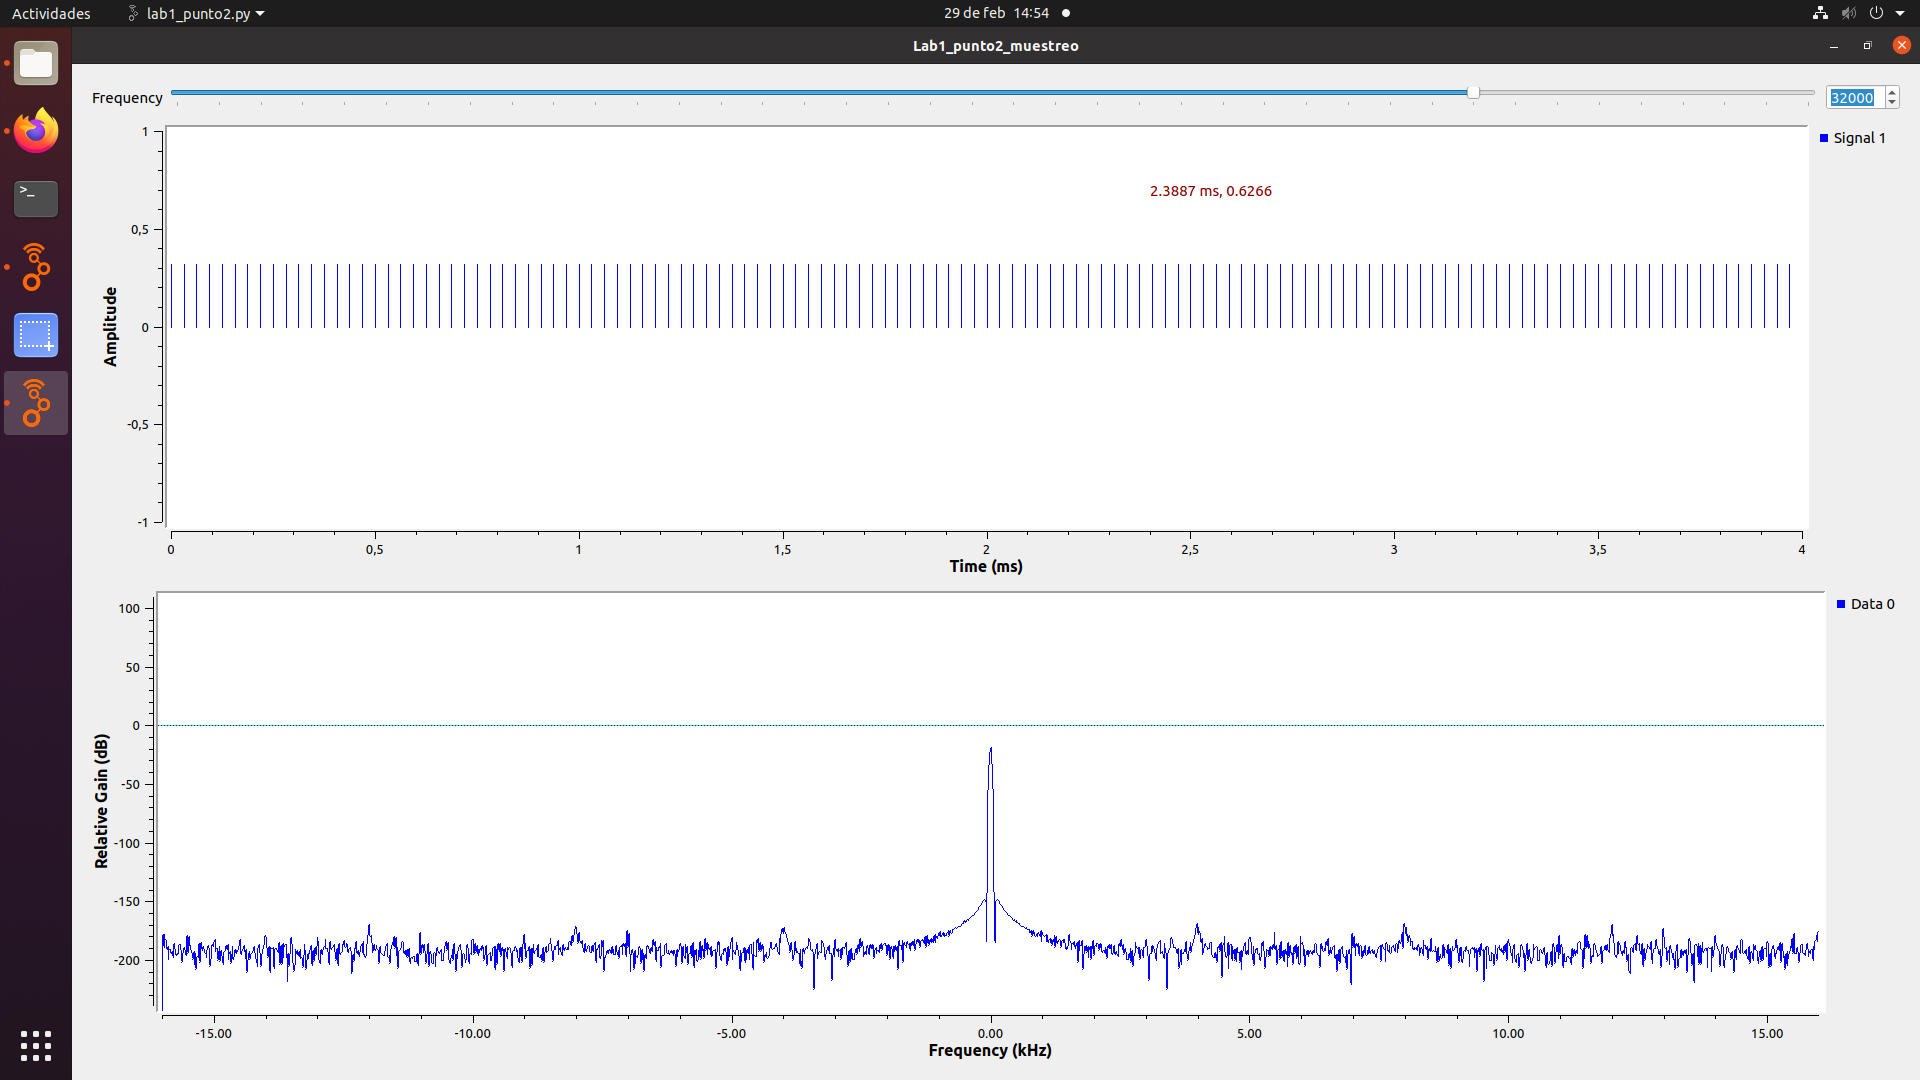 Actividades lab1_punto2.py 29 de feb 14:54
Lab1_punto2_muestreo
Frequency 32000
Signal 1
2.3887 ms, 0.6266
1
0,5
0
-0,5
-1
Amplitude
0 0,5 1 1,5 2 2,5 3 3,5 4
Time (ms)
Data 0
100
50
0
-50
-100
-150
-200
Relative Gain (dB)
-15.00 -10.00 -5.00 0.00 5.00 10.00 15.00
Frequency (kHz)